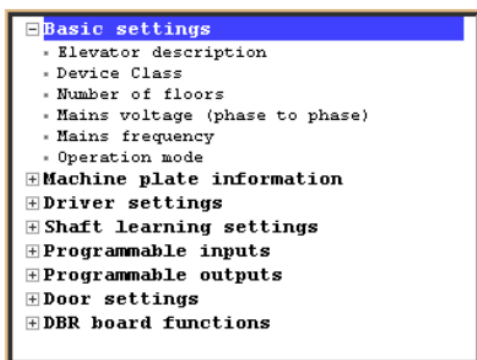 Basic settings
Elevator description
Device Class
Number of floors
Mains voltage (phase to phase)
Mains frequency
Operation mode
Machine plate information
Driver settings
Shaft learning settings
Programmable inputs
Programmable outputs
Door settings
DBR board functions